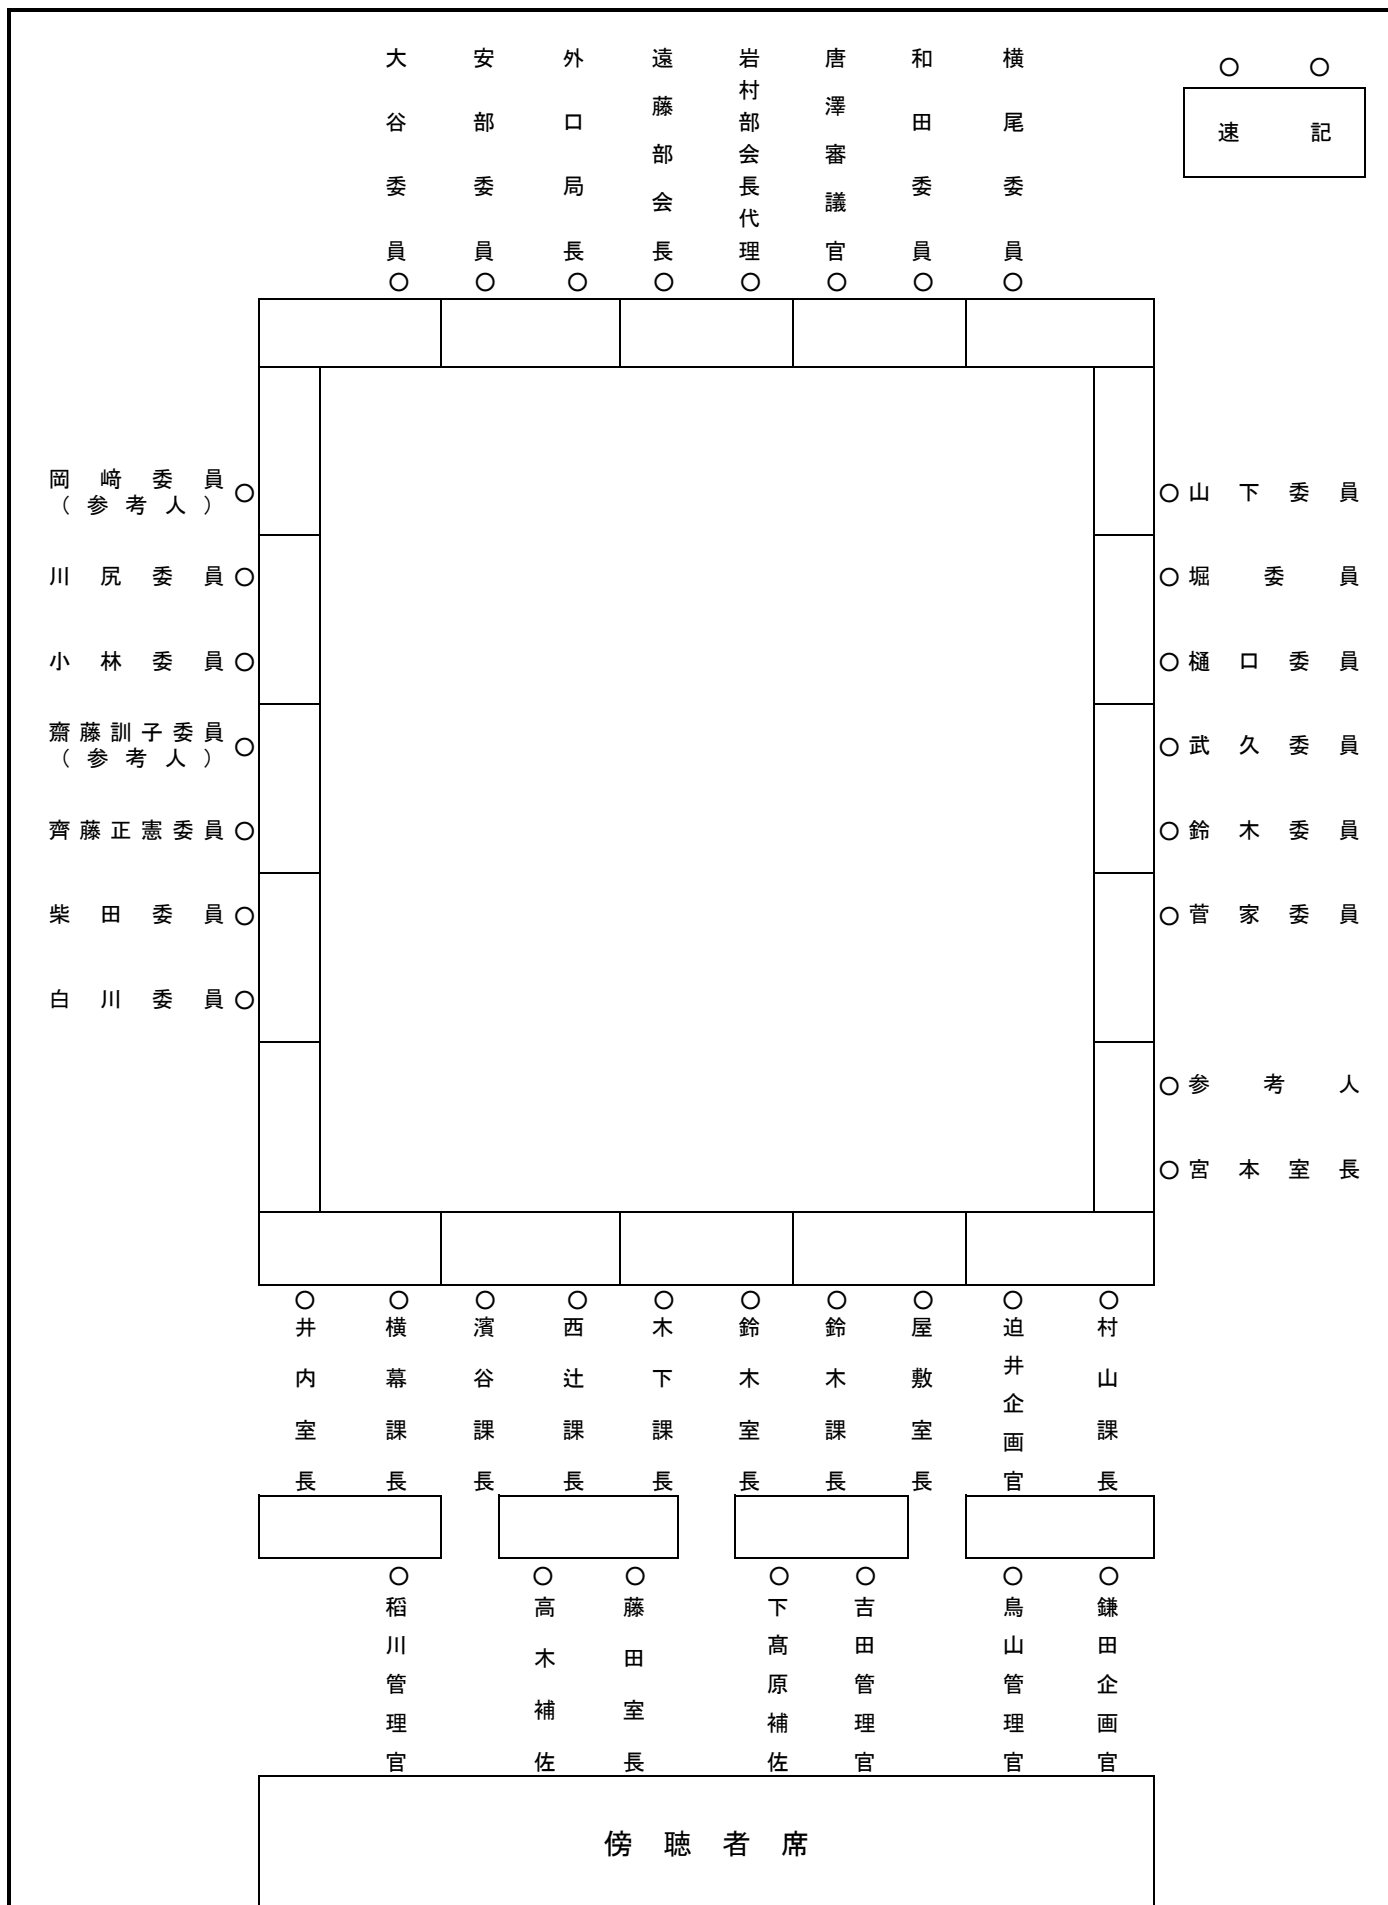 大谷委員
安部委員
外口局長
遠藤部会長
岩村部会長代理
唐澤審議官
和田委員
横尾委員
○ ○
速 記
○ ○ ○ ○ ○ ○ ○ ○
岡﨑委員
（参考人）○
川尻委員○
小林委員○
齋藤訓子委員
（参考人）○
齊藤正憲委員○
柴田委員○
白川委員○
○山下委員
○堀委員
○樋口委員
○武久委員
○鈴木委員
○菅家委員
○参考人
○宮本室長
○ ○ ○ ○ ○ ○ ○ ○ ○ ○
井内室長
横幕課長
濱谷課長
西辻課長
木下課長
鈴木室長
鈴木課長
屋敷室長
迫井企画官
村山課長
○ ○ ○ ○ ○ ○ ○
稲川管理官
高木補佐
藤田室長
下髙原補佐
吉田管理官
鳥山管理官
鎌田企画官
傍聴者席